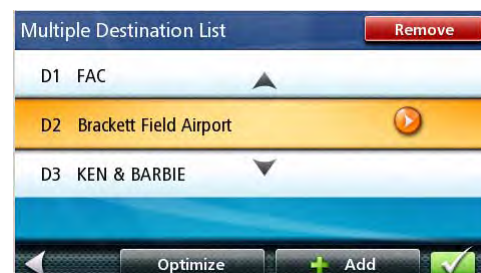 Multiple Destination List Remove
D1 FAC
D2 Brackett Field Airport
D3 KEN & BARBIE
Optimize Add